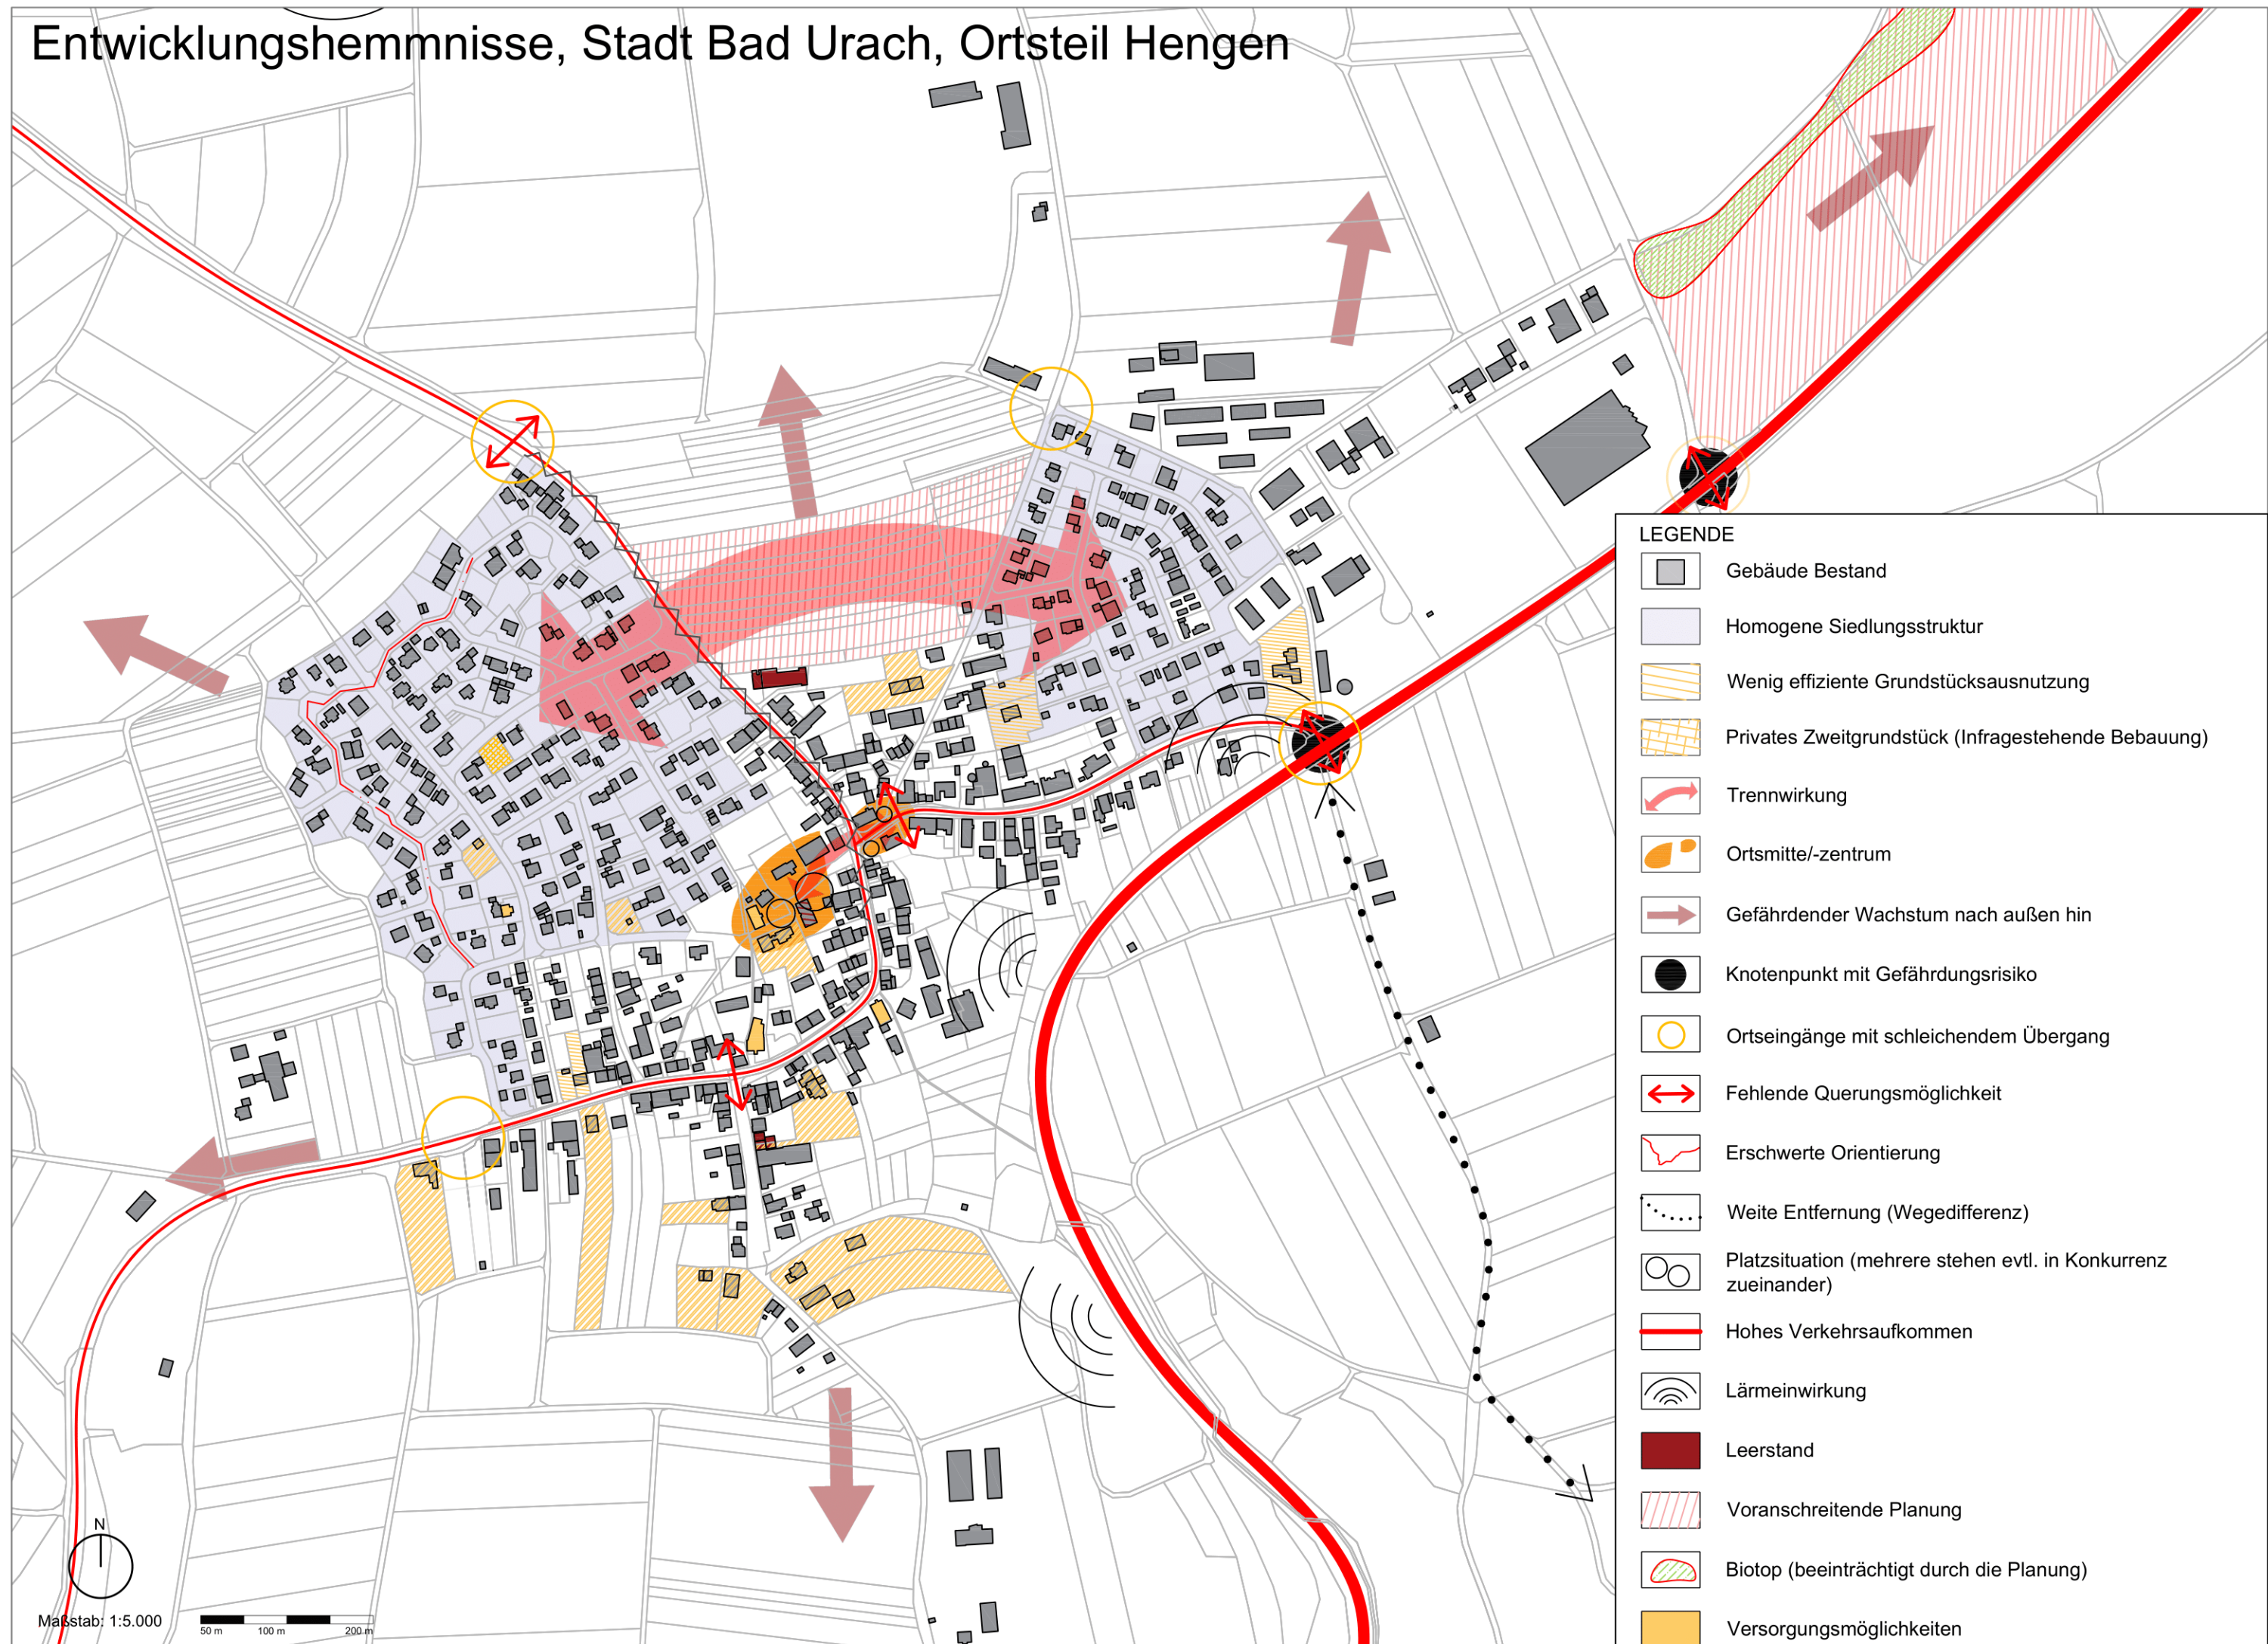 Entwicklungshemmnisse, Stadt Bad Urach, Ortsteil Hengen
LEGENDE
Gebäude Bestand
Homogene Siedlungsstruktur
Wenig effiziente Grundstücksausnutzung
Privates Zweitgrundstück (Infragestehende Bebauung)
Trennwirkung
Ortsmitte/-zentrum
Gefährdender Wachstum nach außen hin
Knotenpunkt mit Gefährdungsrisiko
Ortseingänge mit schleichendem Übergang
Fehlende Querungsmöglichkeit
Erschwerte Orientierung
Weite Entfernung (Wegedifferenz)
Platzsituation (mehrere stehen evtl. in Konkurrenz
zueinander)
Hohes Verkehrsaufkommen
Lärmeinwirkung
Leerstand
Voranschreitende Planung
Biotop (beeinträchtigt durch die Planung)
Versorgungsmöglichkeiten
N
Maßstab: 1:5.000
50 m 100 m 200 m